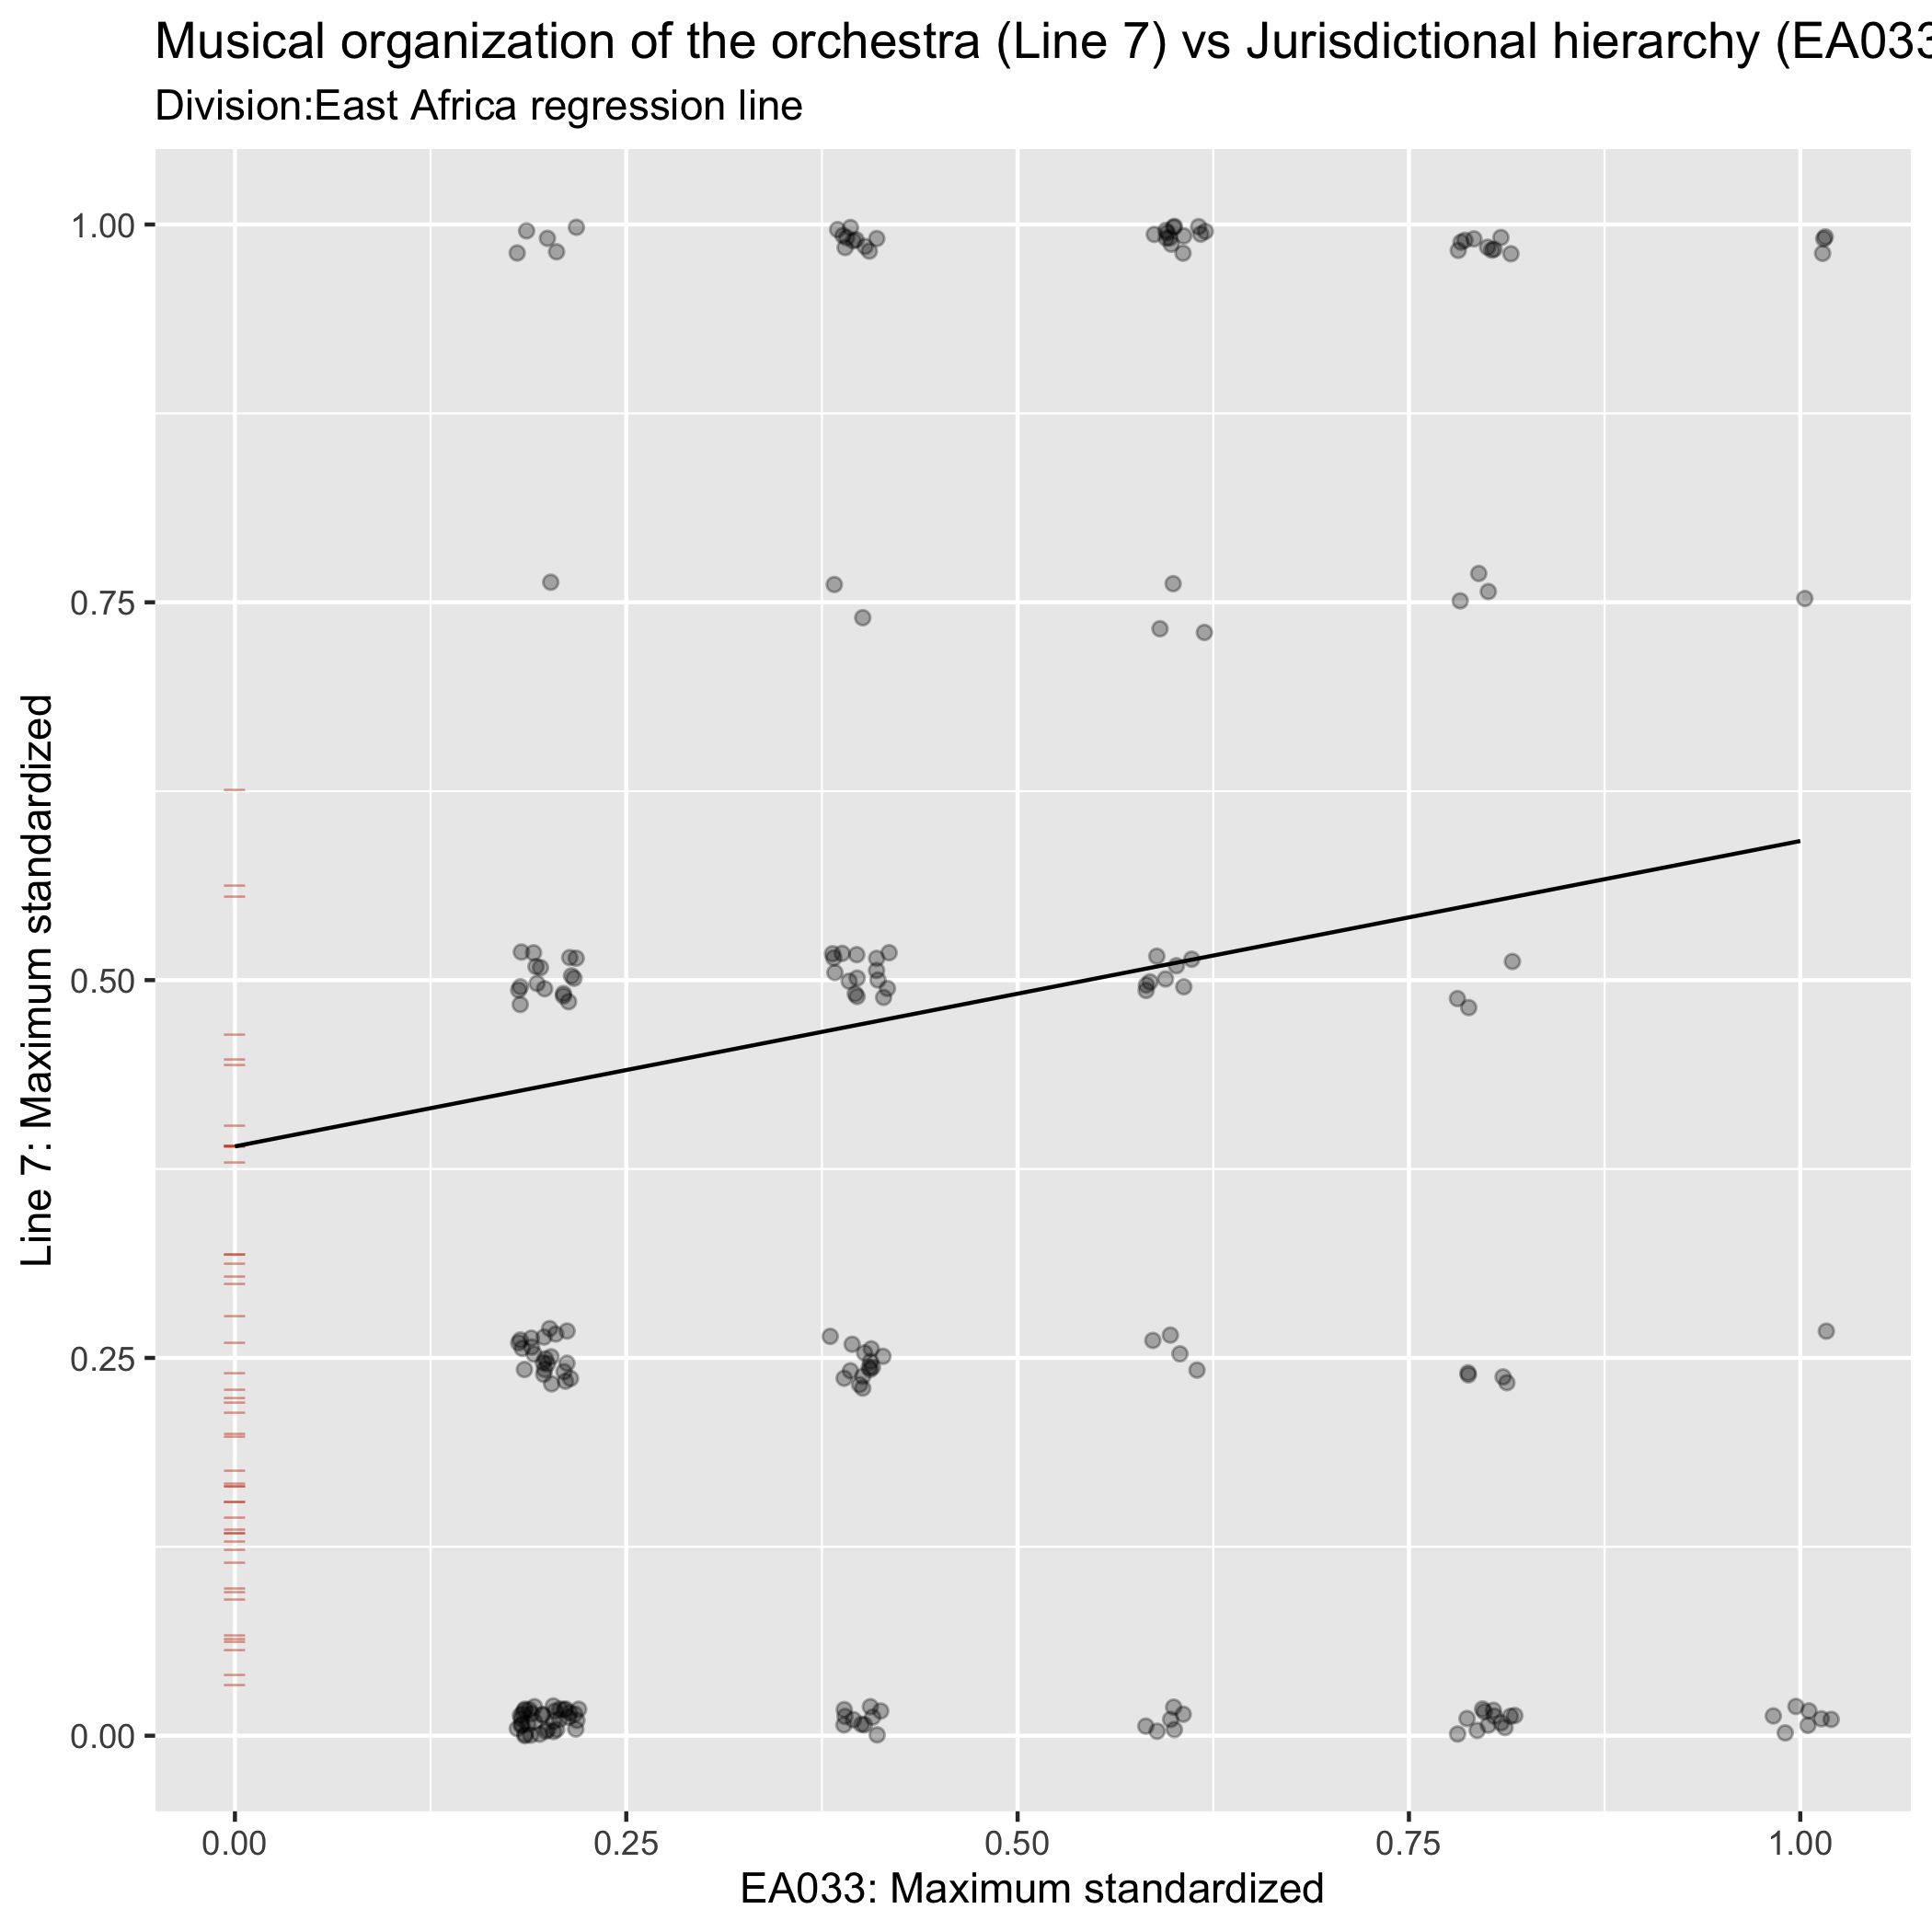 Musical organization of the orchestra (Line 7) vs Jurisdictional hierarchy (EA033
Division:East Africa regression line
1.00
0.75
0.50
0.25
0.00
Line 7: Maximum standardized
0.00 0.25 0.50 0.75 1.00
EA033: Maximum standardized